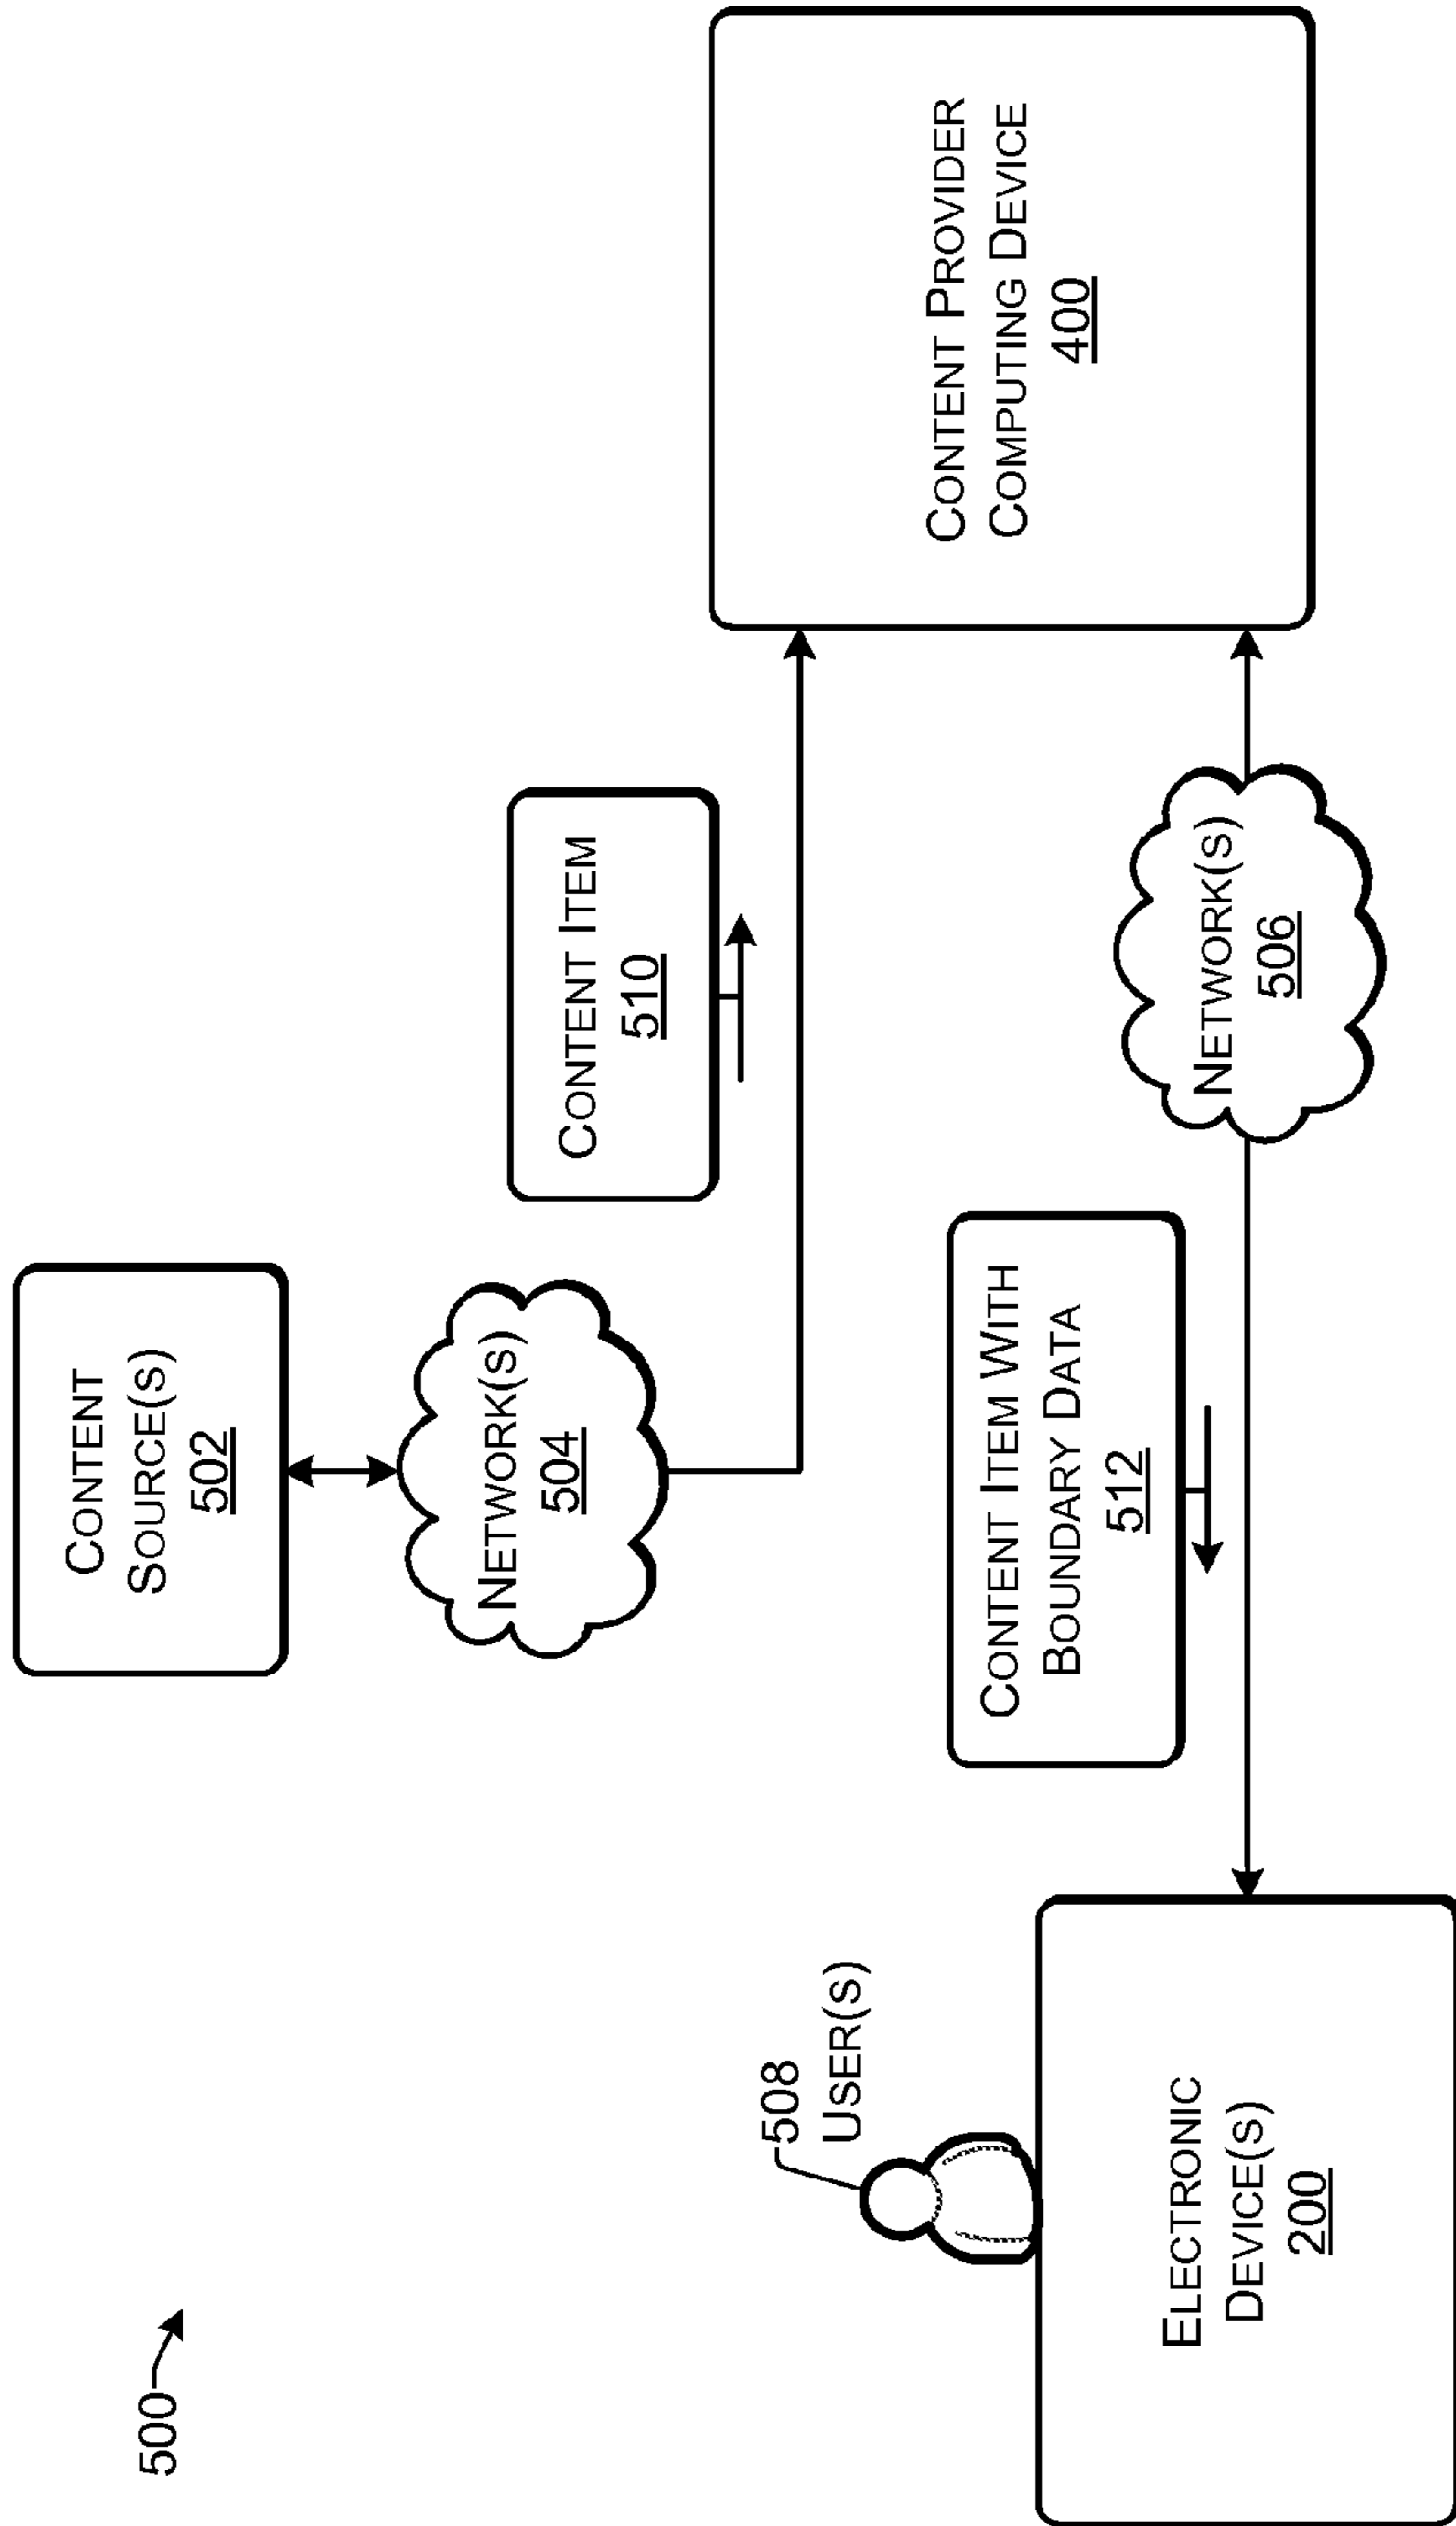 500
CONTENT
SOURCE(S)
502
NETWORK(S)
504
CONTENT ITEM
510
508
USER(S)
CONTENT ITEM WITH
BOUNDARY DATA
512
CONTENT PROVIDER
COMPUTING DEVICE
400
ELECTRONIC
DEVICE(S)
200
NETWORK(S)
506